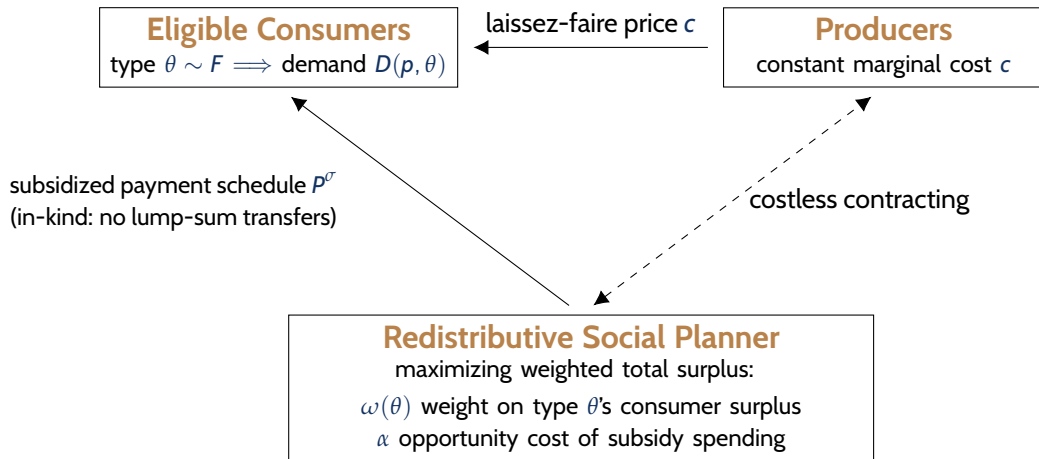 Eligible Consumers
type θ ∼ F ⟹ demand D(p, θ)
laissez-faire price c
Producers
constant marginal cost c
subsidized payment schedule P^σ
(in-kind: no lump-sum transfers)
costless contracting
Redistributive Social Planner
maximizing weighted total surplus:
ω(θ) weight on type θ's consumer surplus
α opportunity cost of subsidy spending